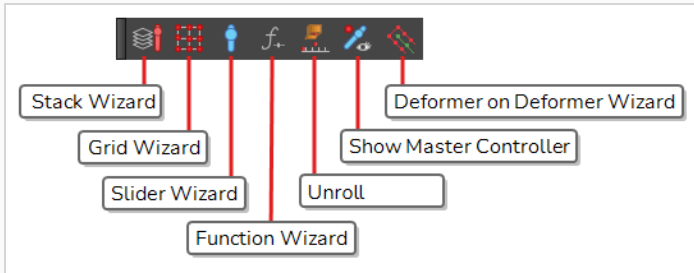 Stack Wizard
Deformer on Deformer Wizard
Grid Wizard
Show Master Controller
Slider Wizard
Unroll
Function Wizard